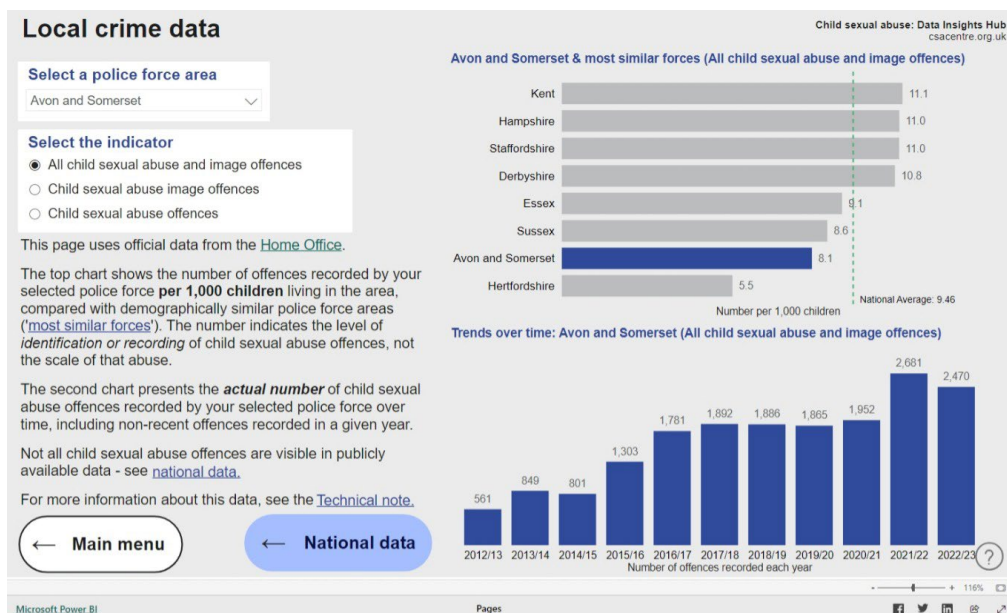 Local crime data
Child sexual abuse: Data Insights Hub
csacentre.org.uk
Select a police force area
Avon and Somerset
Select the indicator
All child sexual abuse and image offences
Child sexual abuse image offences
Child sexual abuse offences
This page uses official data from the Home Office.
The top chart shows the number of offences recorded by your
selected police force per 1,000 children living in the area,
compared with demographically similar police force areas
('most similar forces'). The number indicates the level of
identification or recording of child sexual abuse offences, not
the scale of that abuse.
The second chart presents the actual number of child sexual
abuse offences recorded by your selected police force over
time, including non-recent offences recorded in a given year.
Not all child sexual abuse offences are visible in publicly
available data - see national data.
For more information about this data, see the Technical note.
← Main menu
← National data
Avon and Somerset & most similar forces (All child sexual abuse and image offences)
Kent 11.1
Hampshire 11.0
Staffordshire 11.0
Derbyshire 10.8
Essex 9.1
Sussex 8.6
Avon and Somerset 8.1
Hertfordshire 5.5
National Average: 9.46
Number per 1,000 children
Trends over time: Avon and Somerset (All child sexual abuse and image offences)
561 849 801 1,303 1,781 1,892 1,886 1,865 1,952 2,681 2,470
2012/13 2013/14 2014/15 2015/16 2016/17 2017/18 2018/19 2019/20 2020/21 2021/22 2022/23
Number of offences recorded each year
?
- + 116%
Microsoft Power BI
Pages